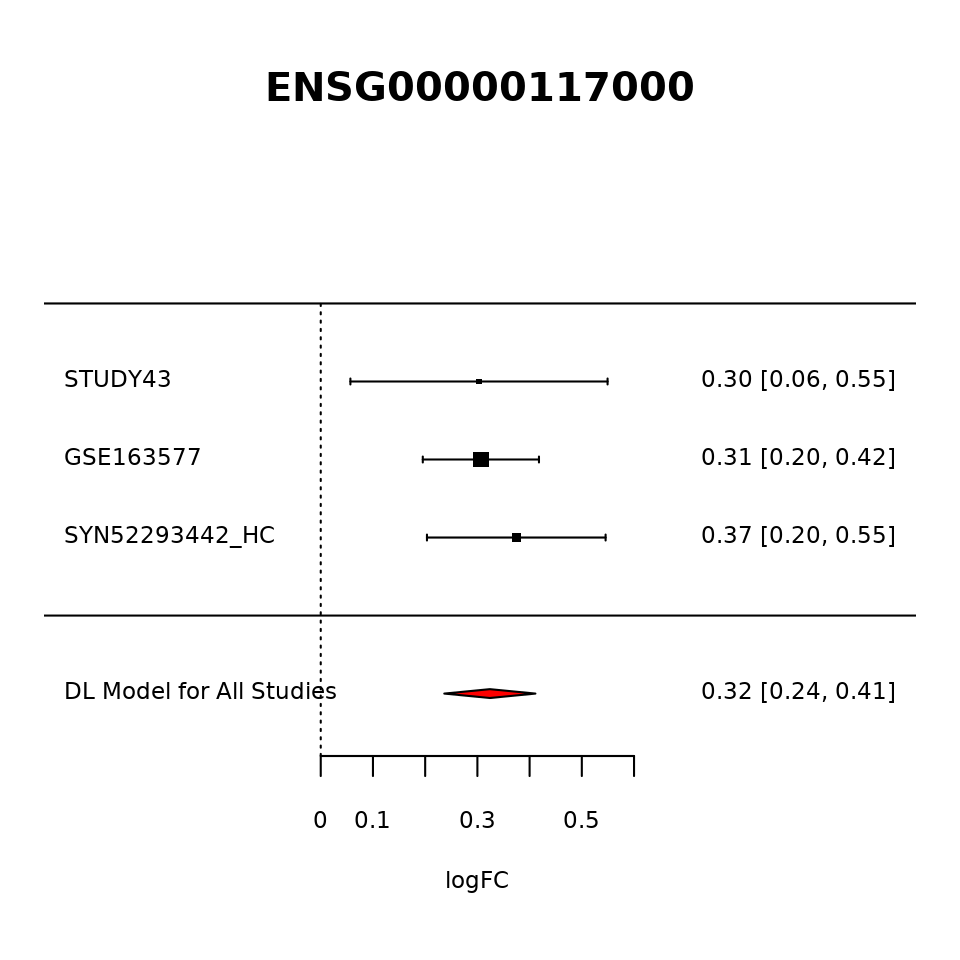 ENSG00000117000
STUDY43 0.30 [0.06, 0.55]
GSE163577 0.31 [0.20, 0.42]
SYN52293442_HC 0.37 [0.20, 0.55]
DL Model for All Studies 0.32 [0.24, 0.41]
0 0.1 0.3 0.5
logFC